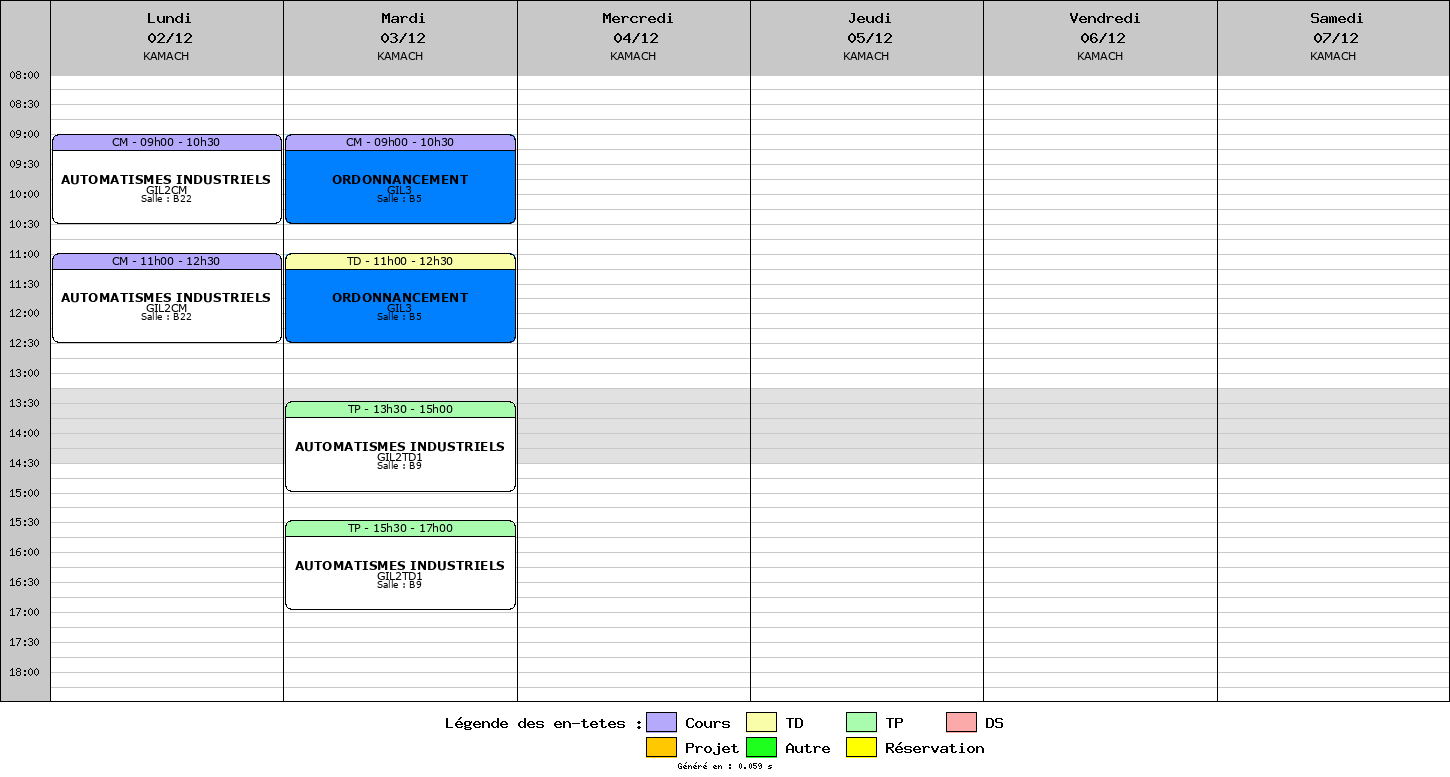 Lundi
02/12
KAMACH
Mardi
03/12
KAMACH
Mercredi
04/12
KAMACH
Jeudi
05/12
KAMACH
Vendredi
06/12
KAMACH
Samedi
07/12
KAMACH
08:00
08:30
09:00
09:30
10:00
10:30
11:00
11:30
12:00
12:30
13:00
13:30
14:00
14:30
15:00
15:30
16:00
16:30
17:00
17:30
18:00
CM - 09h00 - 10h30
AUTOMATISMES INDUSTRIELS
GIL2CM
Salle : B22
CM - 11h00 - 12h30
AUTOMATISMES INDUSTRIELS
GIL2CM
Salle : B22
CM - 09h00 - 10h30
ORDONNANCEMENT
GIL3
Salle : B5
TD - 11h00 - 12h30
ORDONNANCEMENT
GIL3
Salle : B5
TP - 13h30 - 15h00
AUTOMATISMES INDUSTRIELS
GIL2TD1
Salle : B9
TP - 15h30 - 17h00
AUTOMATISMES INDUSTRIELS
GIL2TD1
Salle : B9
Légende des en-tetes : Cours TD TP DS
Projet Autre Réservation
Généré en : 0.059 s